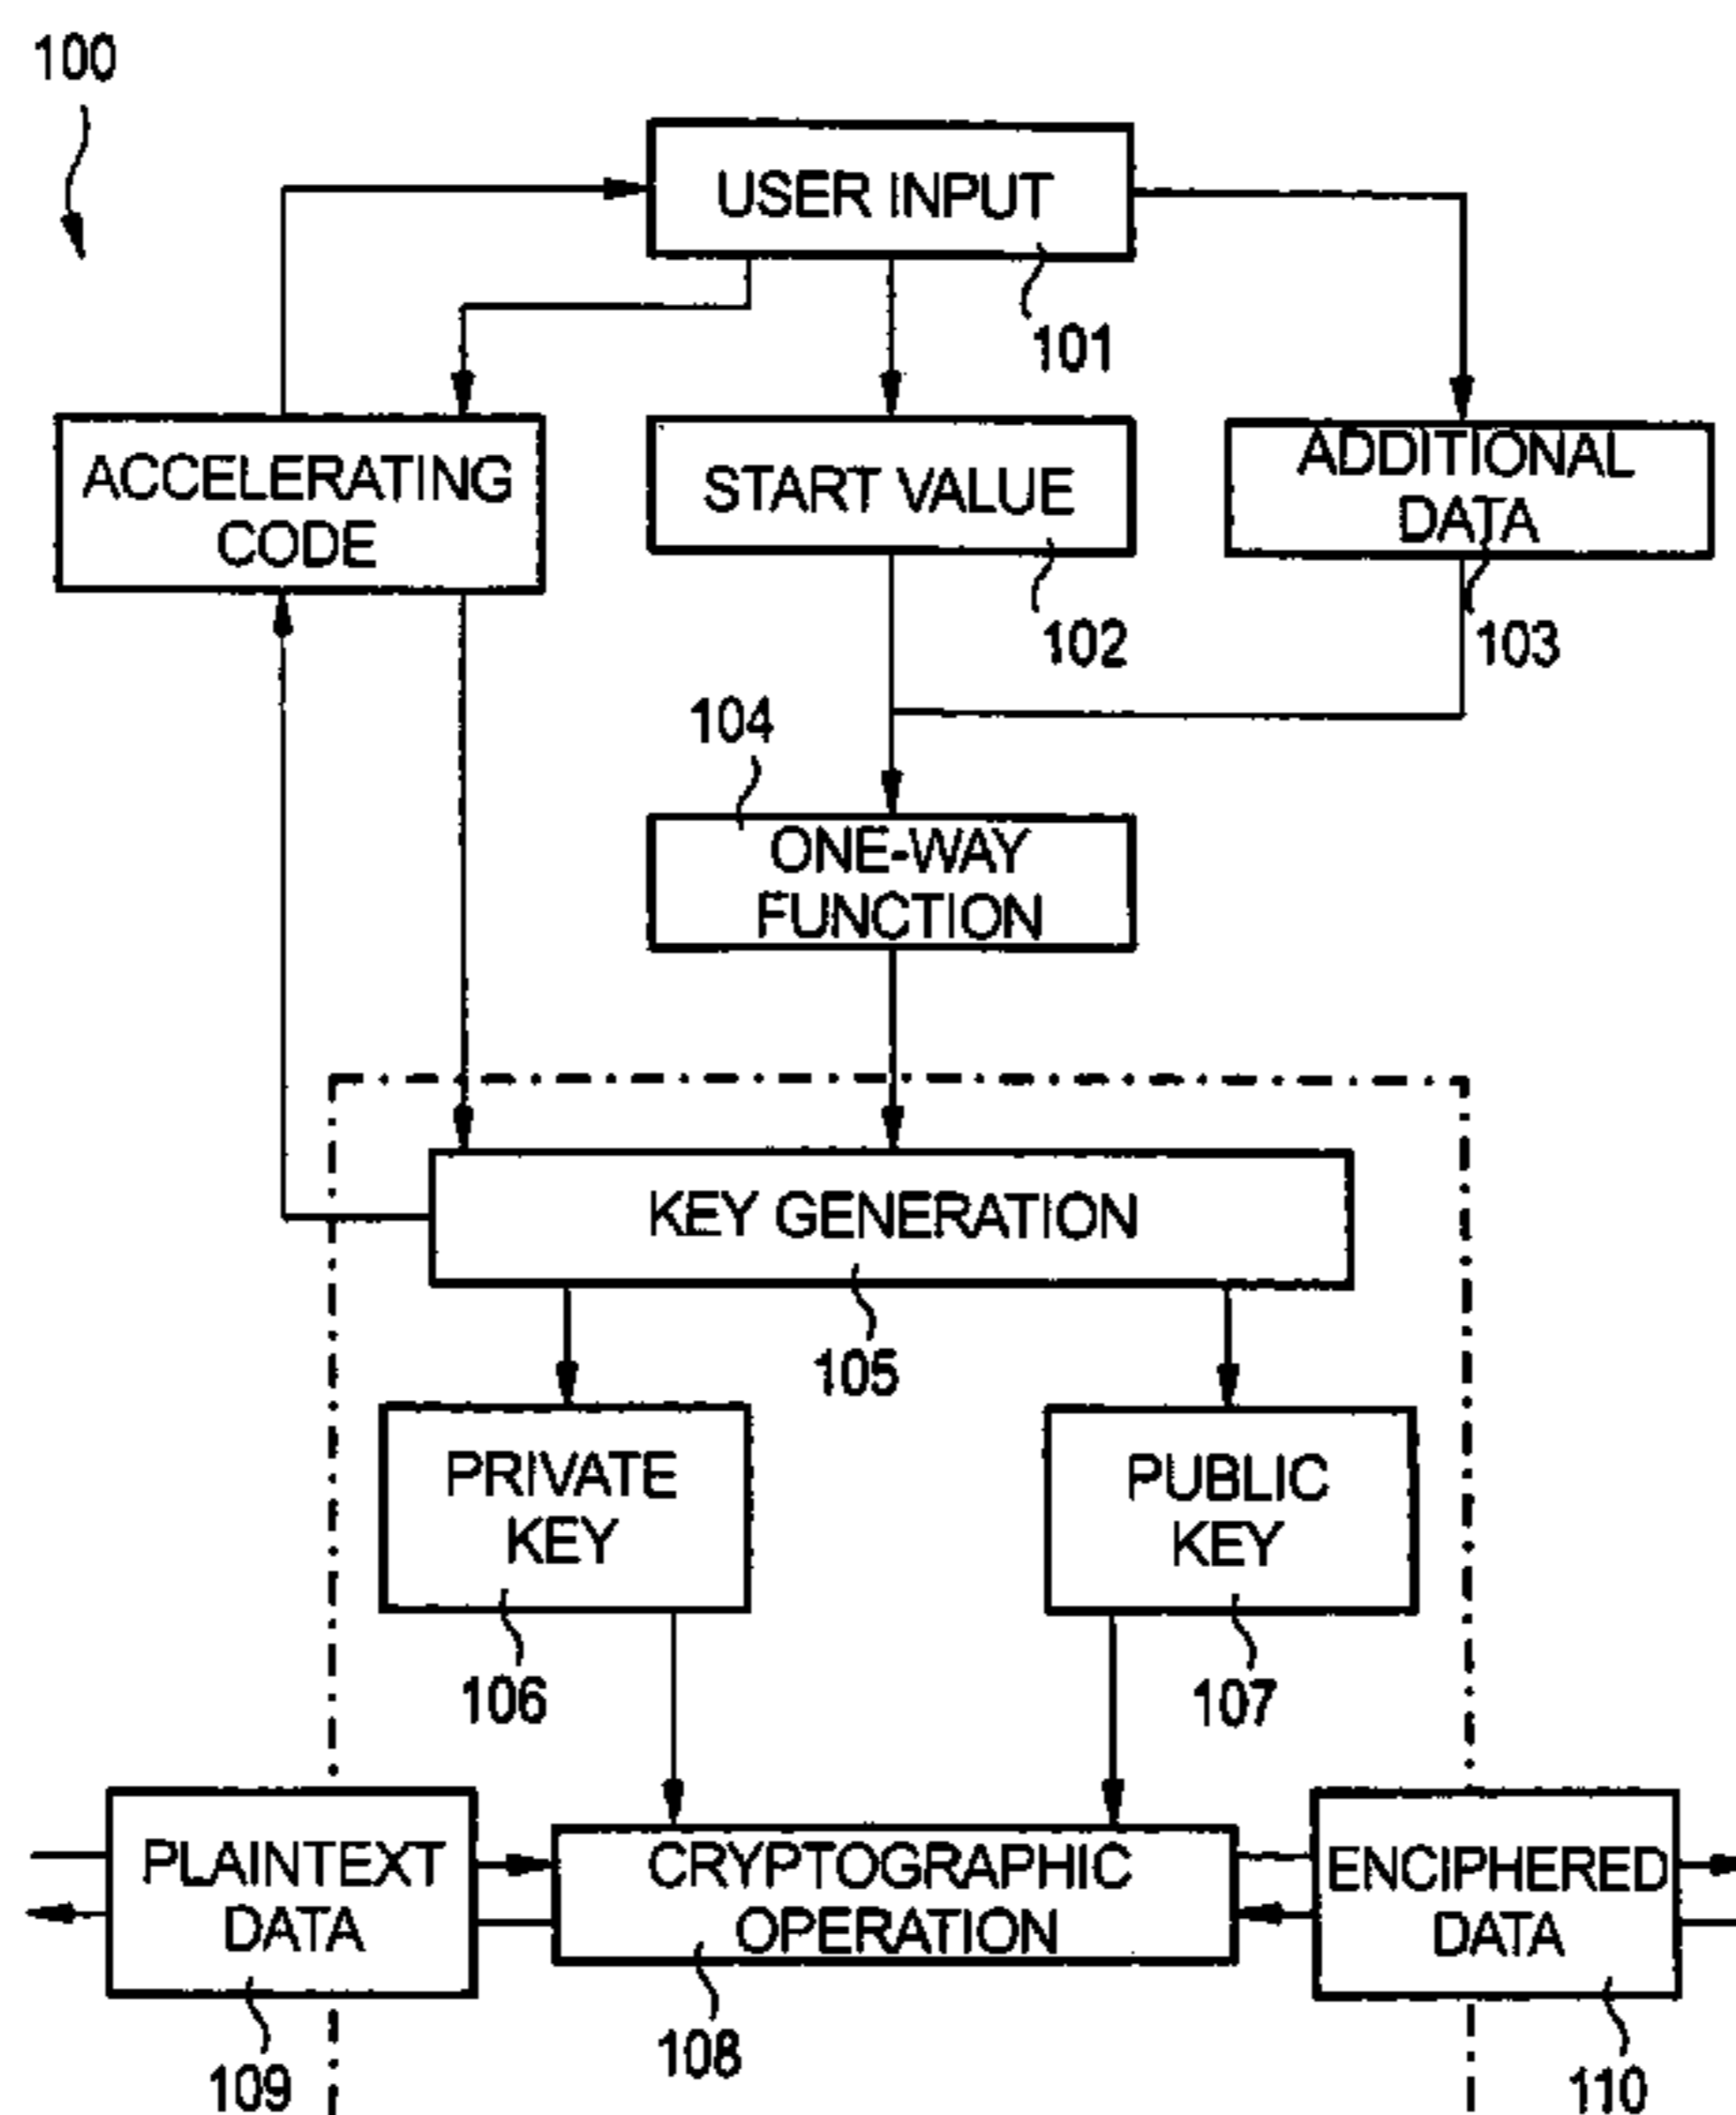 100
USER INPUT
101
ACCELERATING
CODE
START VALUE
102
ADDITIONAL
DATA
103
104
ONE-WAY
FUNCTION
KEY GENERATION
105
PRIVATE
KEY
106
PUBLIC
KEY
107
PLAINTEXT
DATA
109
CRYPTOGRAPHIC
OPERATION
108
ENCIPHERED
DATA
110